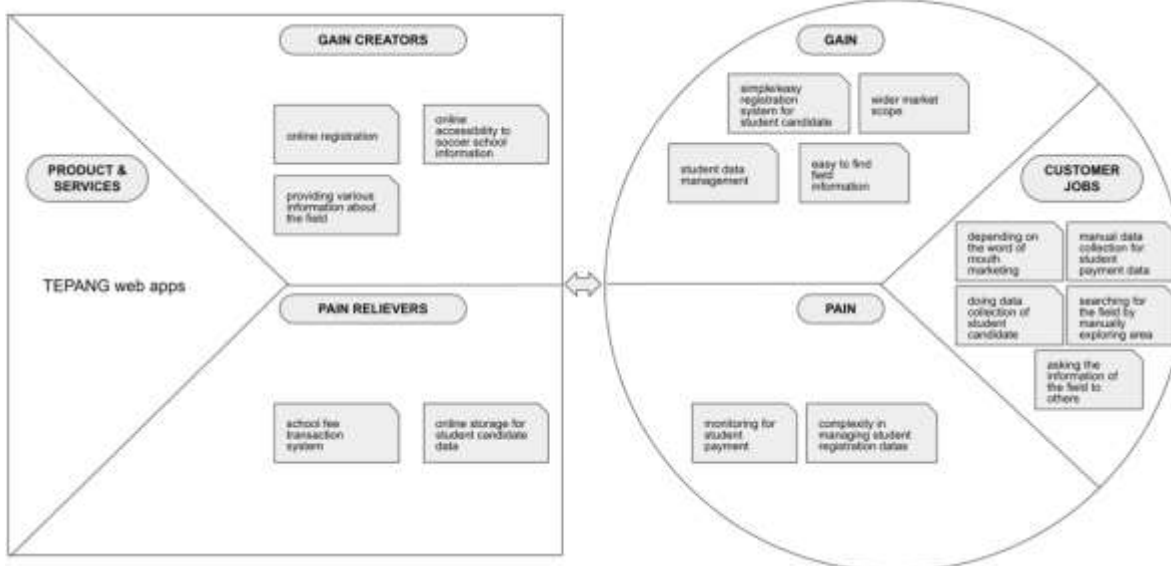 GAIN CREATORS
online registration
online
accessibility to
soccer school
information
providing various
information about
the field
PRODUCT &
SERVICES
TEPANG web apps
PAIN RELIEVERS
school fee
transaction
system
online storage for
student candidate
data
GAIN
simple/easy
registration
system for
student candidate
wider market
scope
student data
management
easy to find
field
information
CUSTOMER
JOBS
depending on
the word of
mouth
marketing
manual data
collection for
student
payment data
doing data
collection of
student
candidate
searching for
the field by
manually
exploring area
asking the
information of
the field to
others
PAIN
monitoring for
student
payment
complexity in
managing student
registration datas